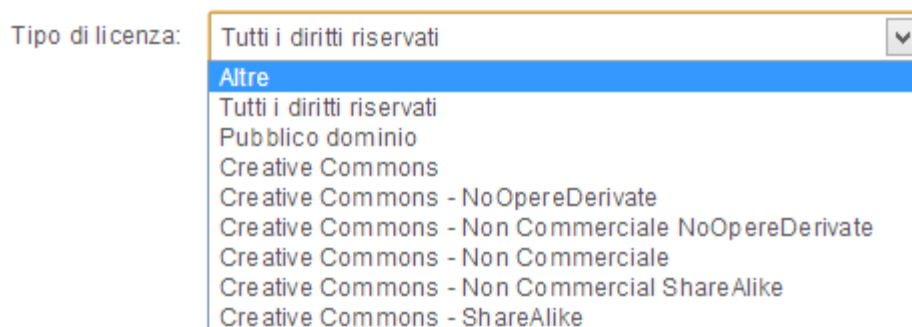 Tipo di licenza: Tutti i diritti riservati
Altre
Tutti i diritti riservati
Pubblico dominio
Creative Commons
Creative Commons - NoOpereDerivate
Creative Commons - Non Commerciale NoOpereDerivate
Creative Commons - Non Commerciale
Creative Commons - Non Commercial ShareAlike
Creative Commons - ShareAlike